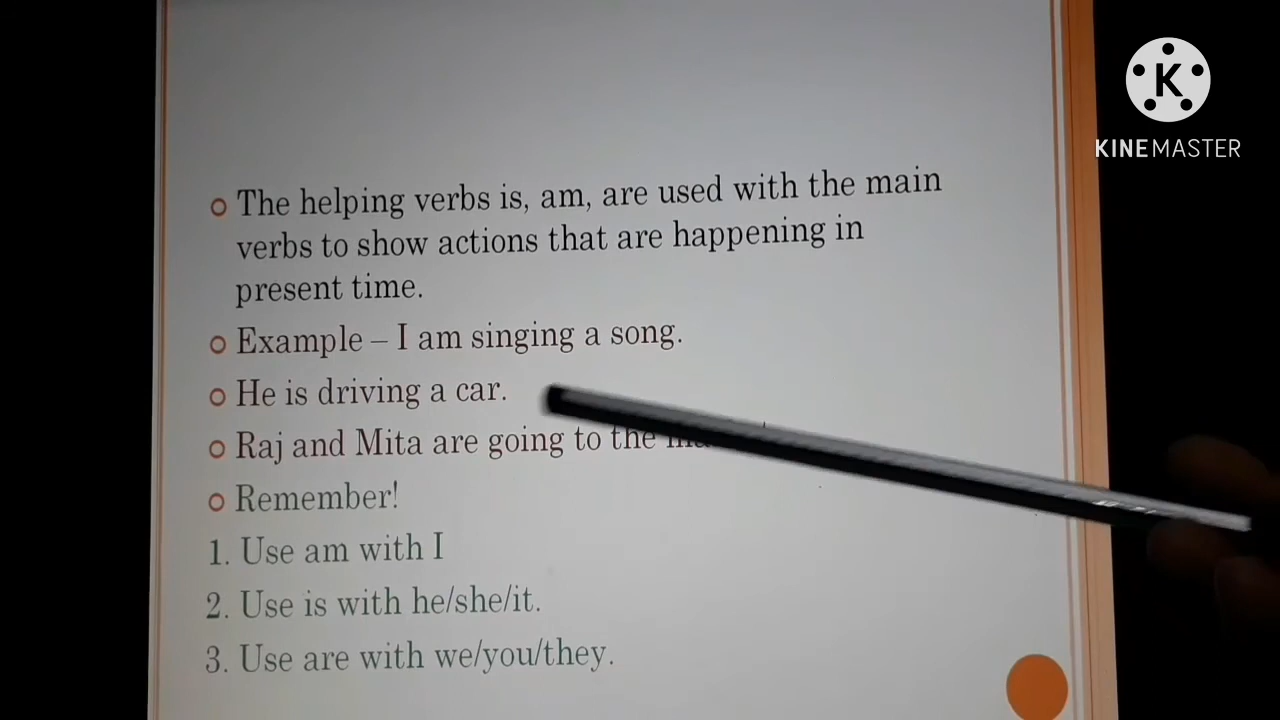 The helping verbs is, am, are used with the main
verbs to show actions that are happening in
present time.
Example – I am singing a song.
He is driving a car.
Raj and Mita are going to the
Remember!
1. Use am with I
2. Use is with he/she/it.
3. Use are with we/you/they.
K
KINEMASTER